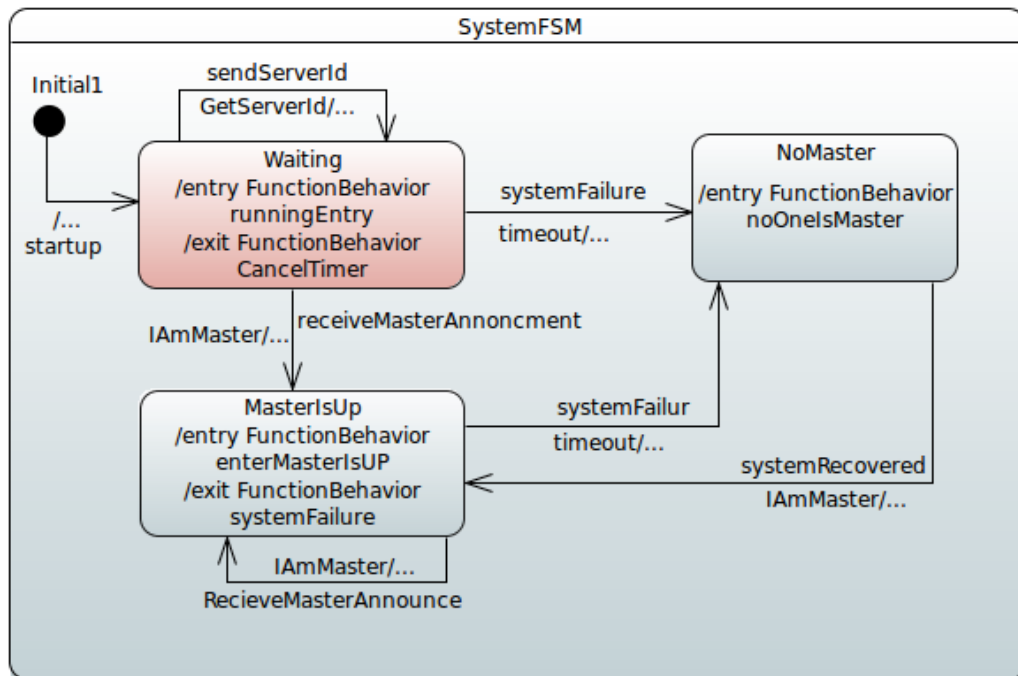 SystemFSM
Initial1
sendServerId
GetServerId/...
/...
startup
Waiting
/entry FunctionBehavior
runningEntry
/exit FunctionBehavior
CancelTimer
systemFailure
timeout/...
NoMaster
/entry FunctionBehavior
noOneIsMaster
receiveMasterAnnoncment
IAmMaster/...
MasterIsUp
/entry FunctionBehavior
enterMasterIsUP
/exit FunctionBehavior
systemFailure
systemFailur
timeout/...
systemRecovered
IAmMaster/...
IAmMaster/...
RecieveMasterAnnounce